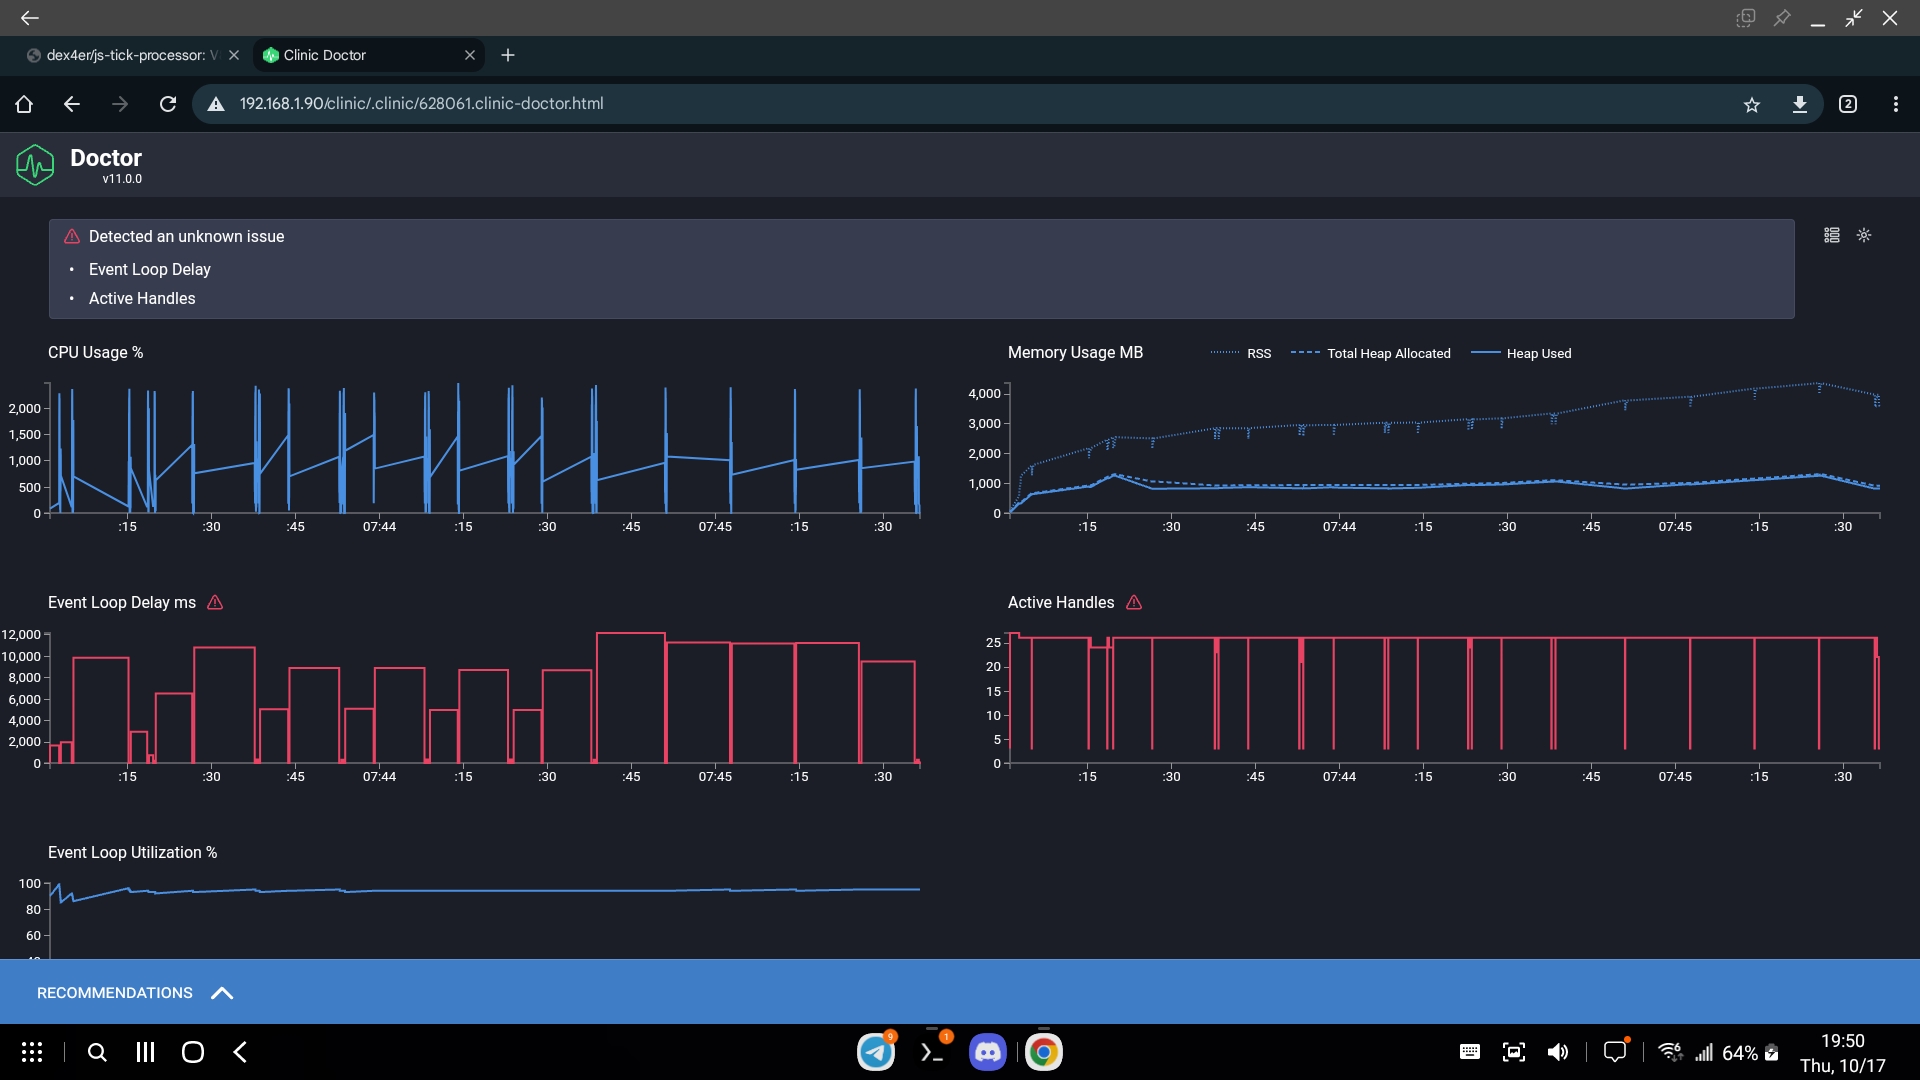 dex4er/js-tick-processor: V
Clinic Doctor
192.168.1.90/clinic/.clinic/628061.clinic-doctor.html
2
Doctor
v11.0.0
Detected an unknown issue
• Event Loop Delay
• Active Handles
CPU Usage %
2,000
1,500
1,000
500
0
:15 :30 :45 07:44 :15 :30 :45 07:45 :15 :30
Memory Usage MB RSS Total Heap Allocated Heap Used
4,000
3,000
2,000
1,000
0
:15 :30 :45 07:44 :15 :30 :45 07:45 :15 :30
Event Loop Delay ms
12,000
10,000
8,000
6,000
4,000
2,000
0
:15 :30 :45 07:44 :15 :30 :45 07:45 :15 :30
Active Handles
25
20
15
10
5
0
:15 :30 :45 07:44 :15 :30 :45 07:45 :15 :30
Event Loop Utilization %
100
80
60
RECOMMENDATIONS
9
1
6
64%
19:50
Thu, 10/17